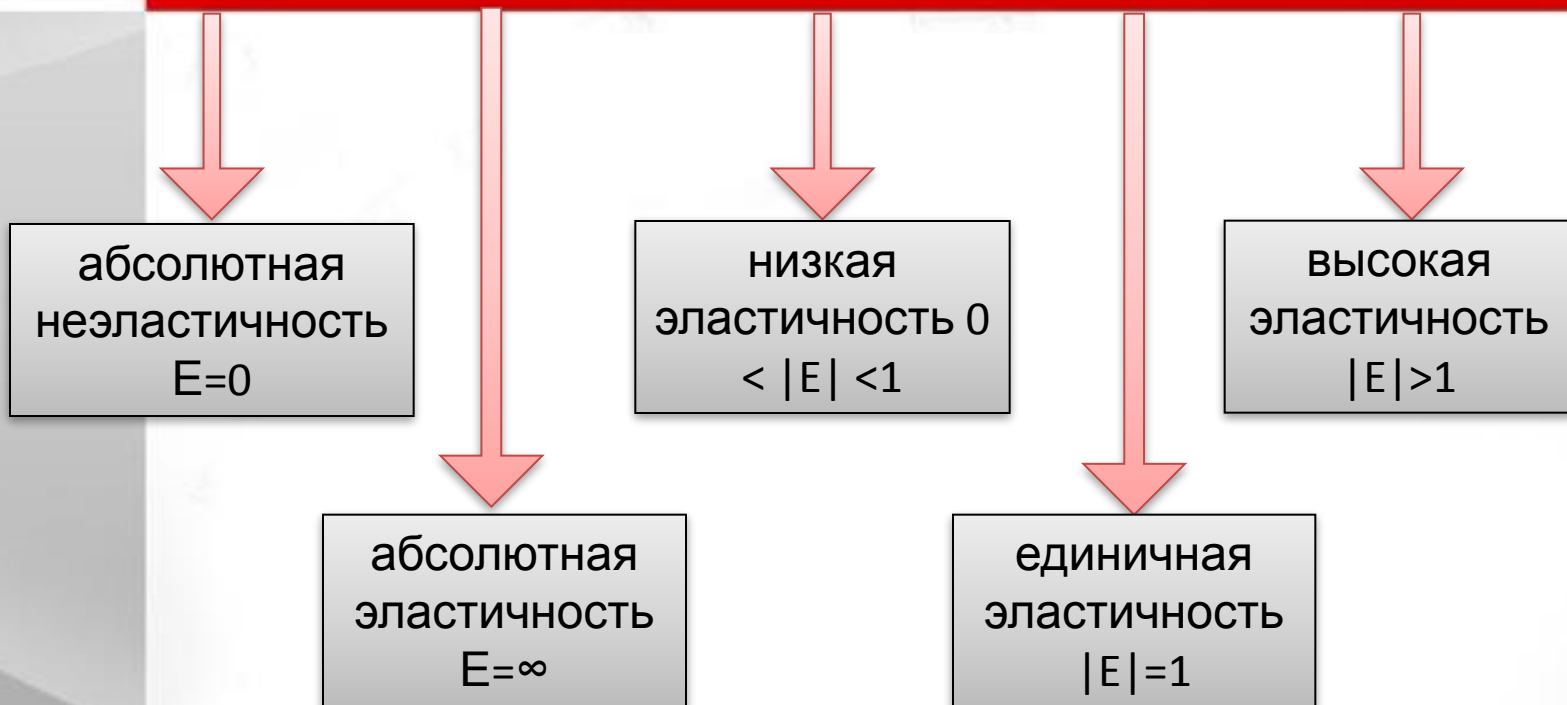 абсолютная
неэластичность
E=0
низкая
эластичность 0
< |E| <1
высокая
эластичность
|E|>1
абсолютная
эластичность
E=∞
единичная
эластичность
|E|=1